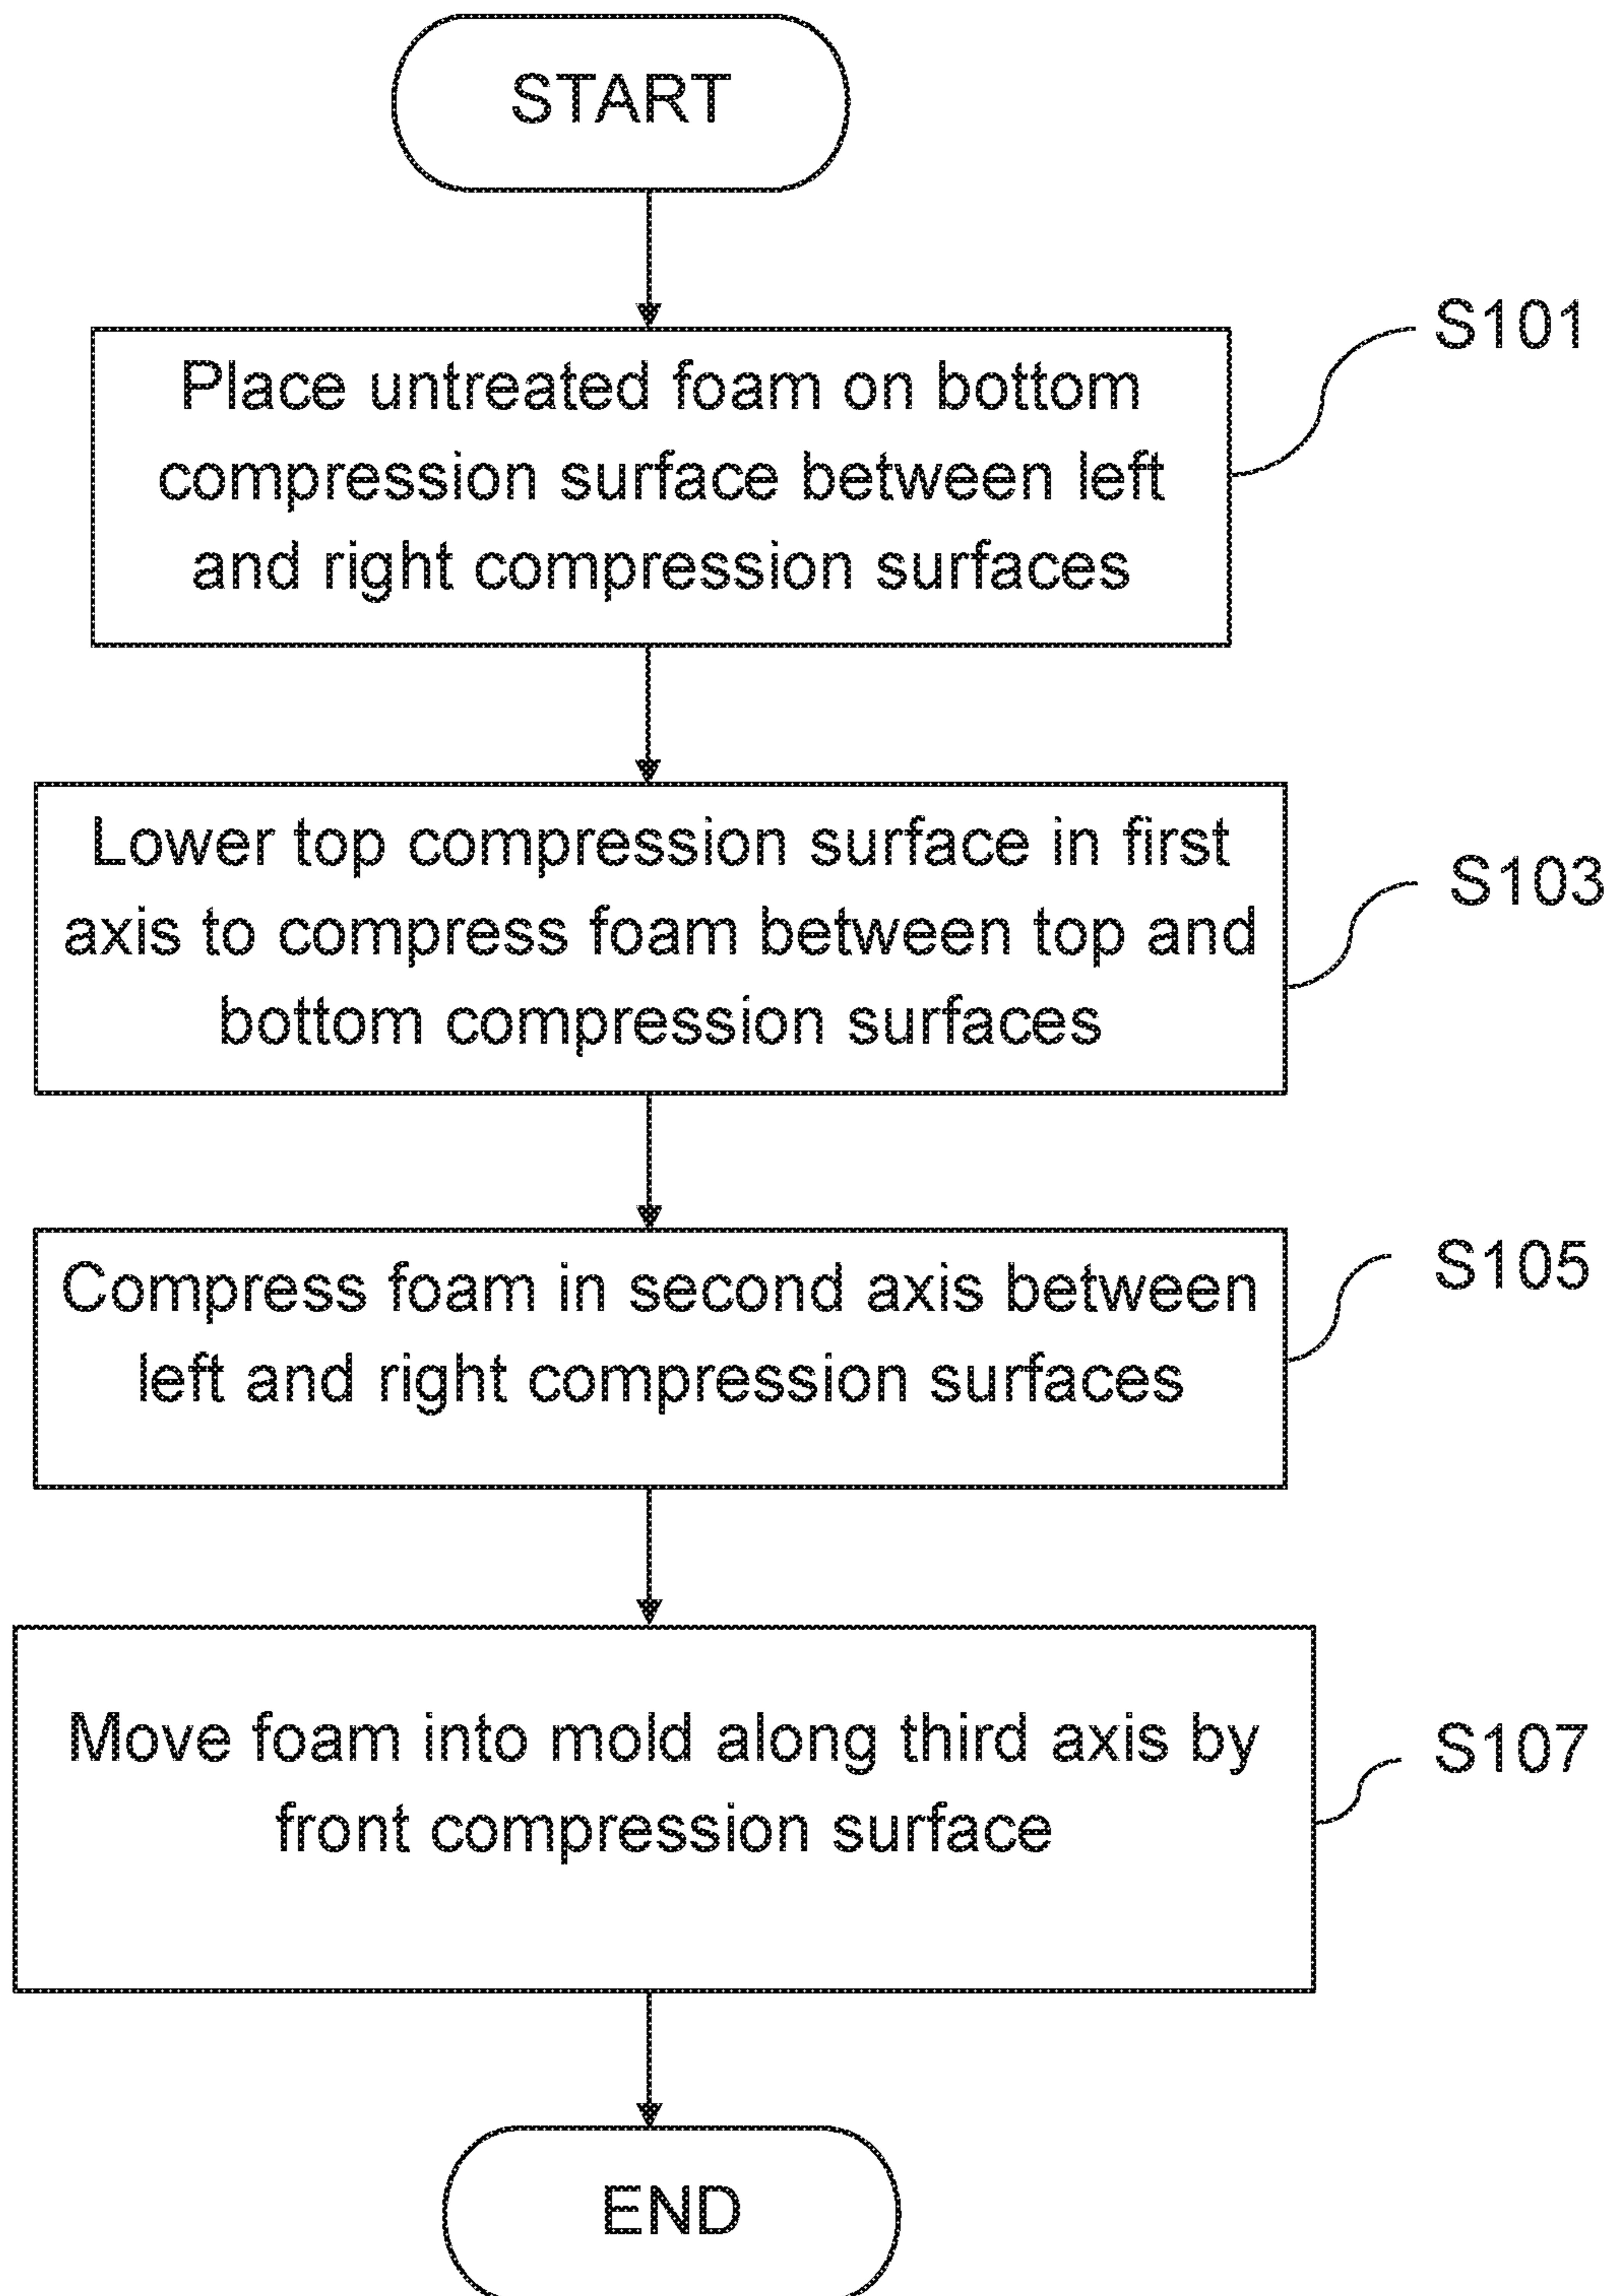 START
S101
Place untreated foam on bottom
compression surface between left
and right compression surfaces
S103
Lower top compression surface in first
axis to compress foam between top and
bottom compression surfaces
S105
Compress foam in second axis between
left and right compression surfaces
S107
Move foam into mold along third axis by
front compression surface
END